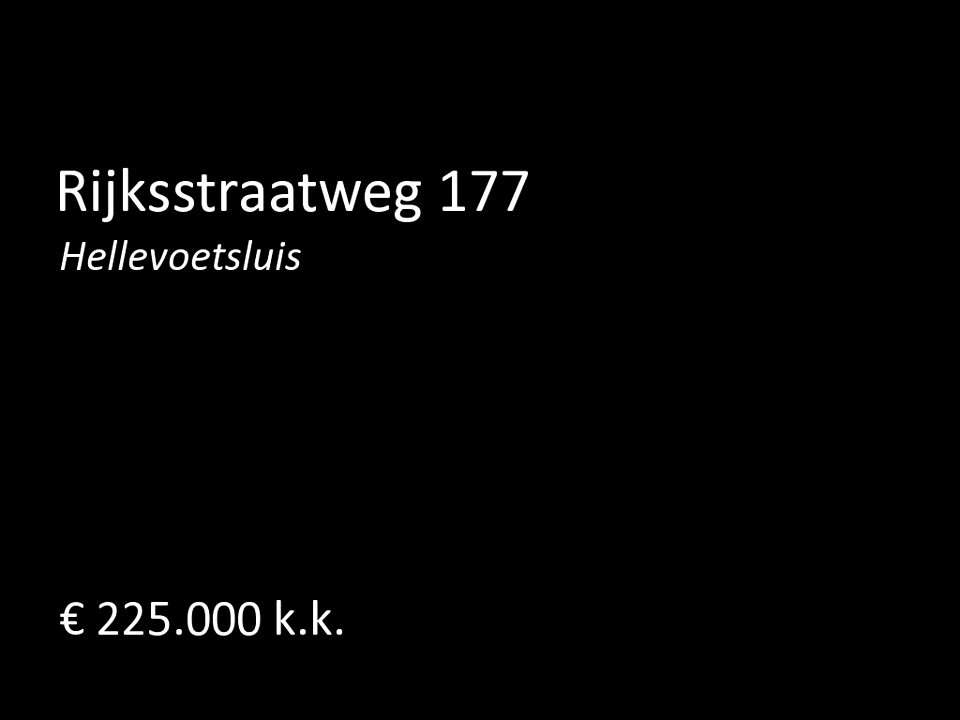 Rijksstraatweg 177
Hellevoetsluis
€ 225.000 k.k.